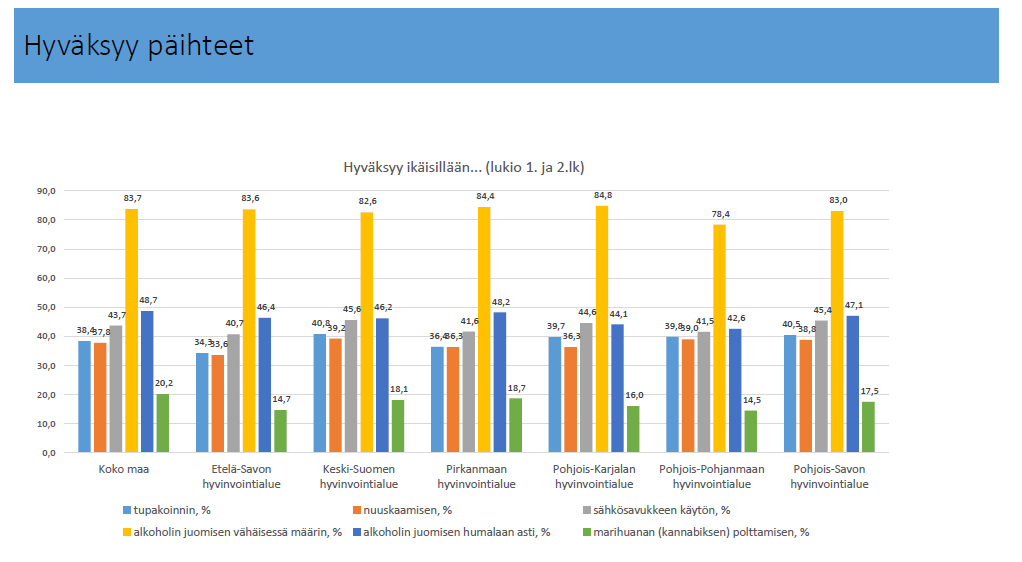 Hyväksyy päihteet
Hyväksyy ikäisillään... (lukio 1. ja 2.lk)
90,0
80,0
70,0
60,0
50,0
40,0
30,0
20,0
10,0
0,0
38,4 37,8 43,7 83,7 48,7 20,2
34,3 33,6 40,7 83,6 46,4 14,7
40,8 39,2 45,6 82,6 46,2 18,1
36,4 36,3 41,6 84,4 48,2 18,7
39,7 36,3 44,6 84,8 44,1 16,0
39,8 39,0 41,5 78,4 42,6 14,5
40,5 38,8 45,4 83,0 47,1 17,5
Koko maa
Etelä-Savon
hyvinvointialue
Keski-Suomen
hyvinvointialue
Pirkanmaan
hyvinvointialue
Pohjois-Karjalan
hyvinvointialue
Pohjois-Pohjanmaan
hyvinvointialue
Pohjois-Savon
hyvinvointialue
tupakoinnin, %
nuuskaamisen, %
sähkösavukkeen käytön, %
alkoholin juomisen vähäisessä määrin, %
alkoholin juomisen humalaan asti, %
marihuanan (kannabiksen) polttamisen, %